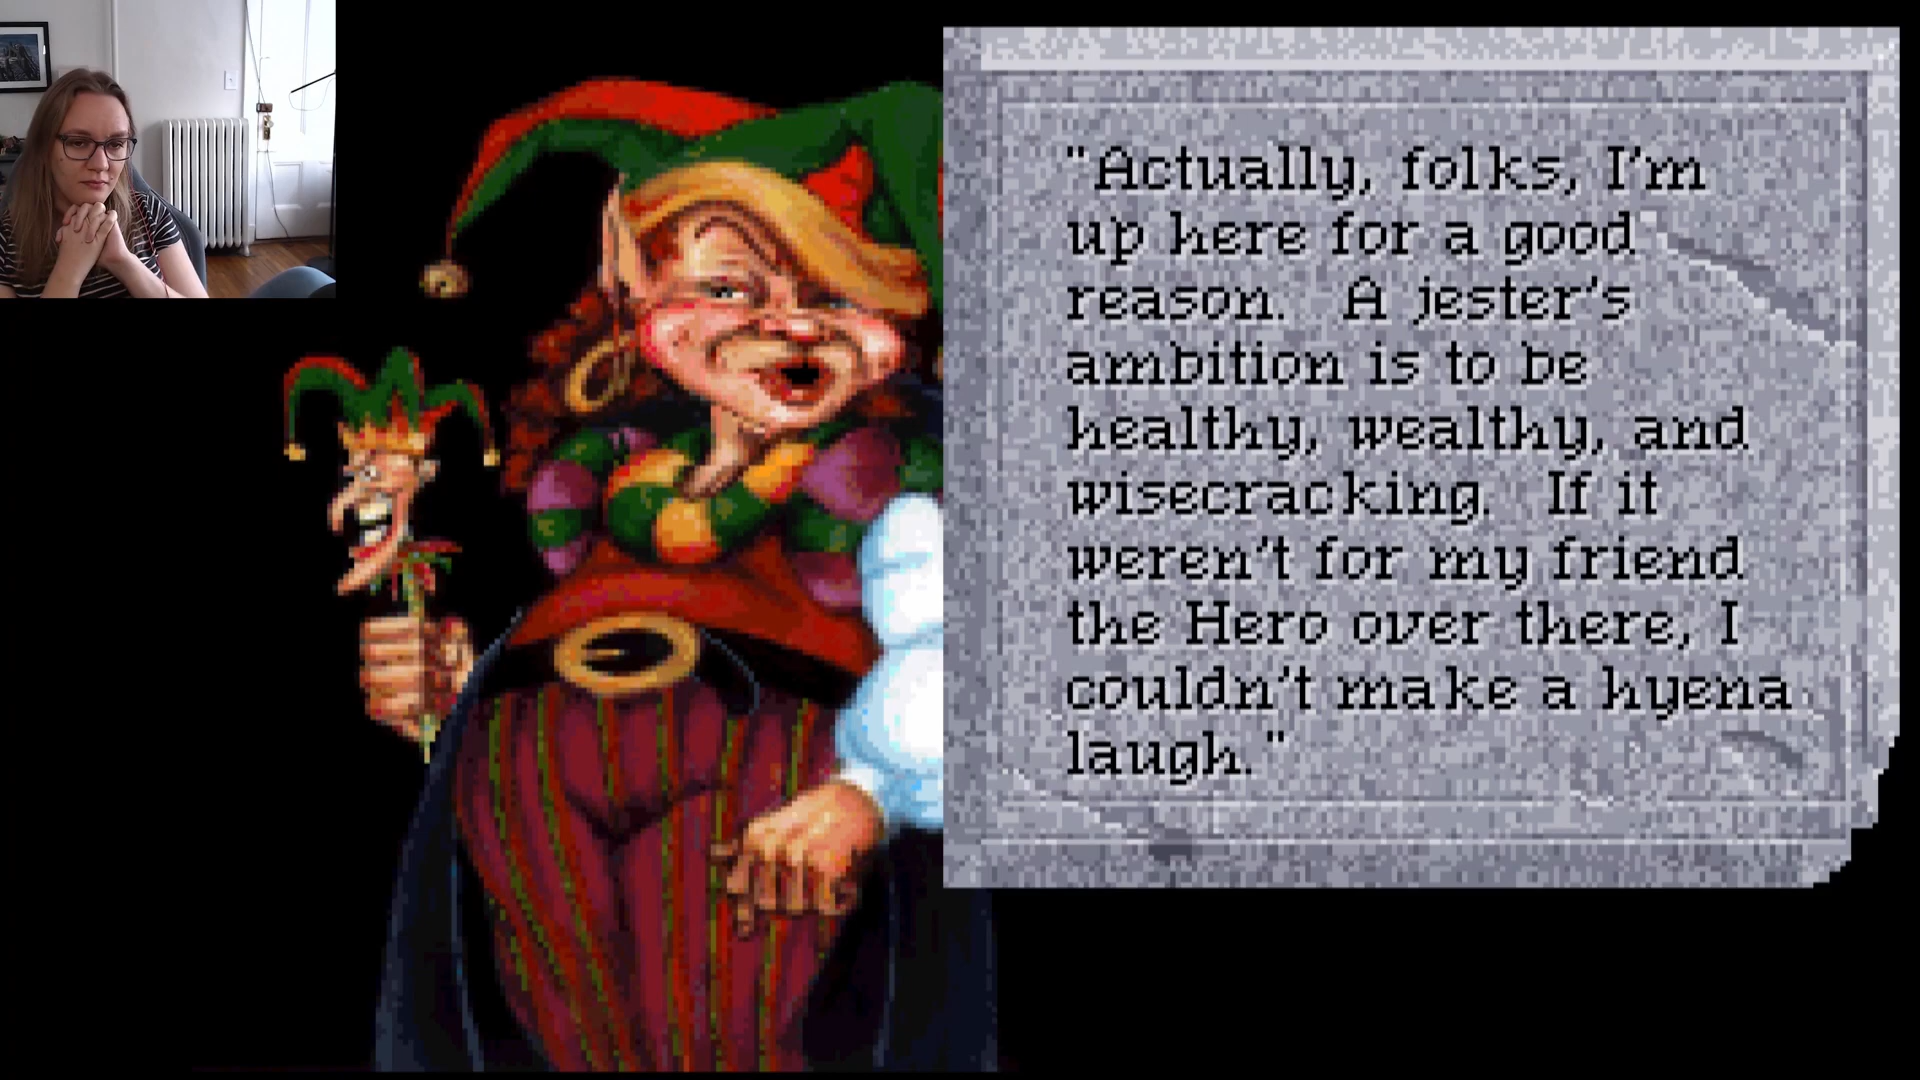 "Actually, folks, I'm
up here for a good
reason.  A jester's
ambition is to be
healthy, wealthy, and
wisecracking.  If it
weren't for my friend
the Hero over there, I
couldn't make a hyena
laugh."